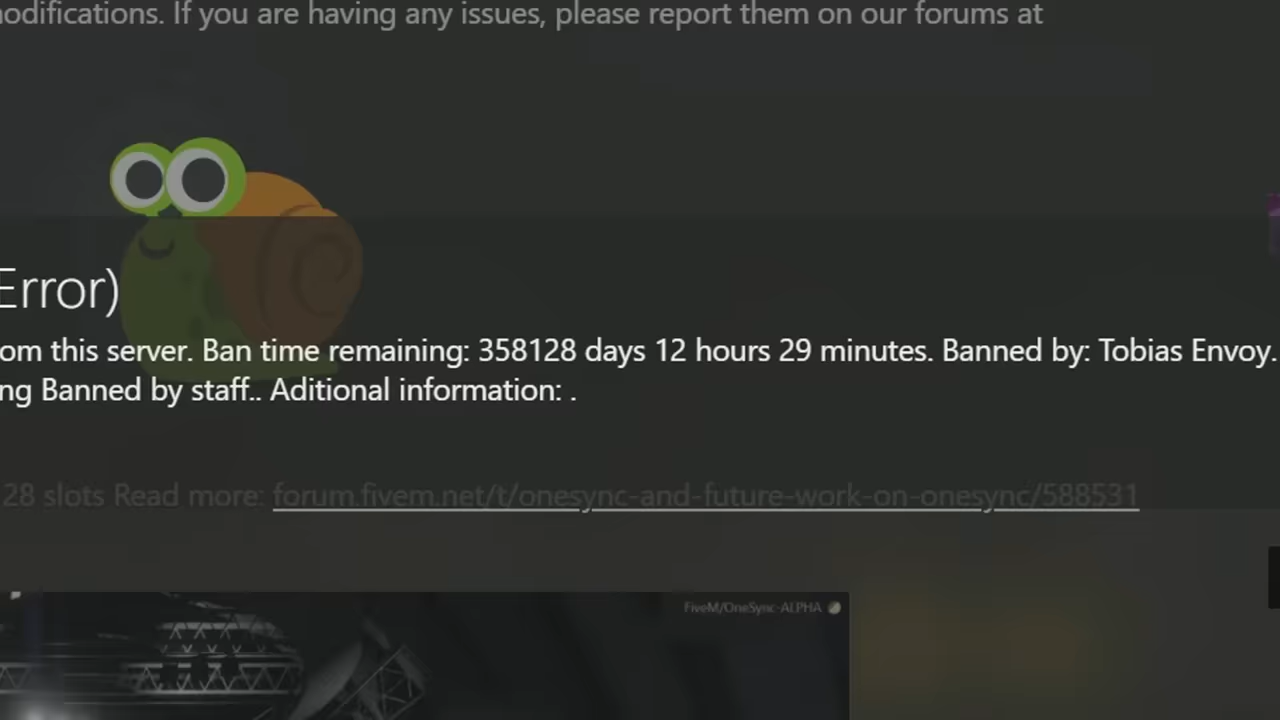 odifications. If you are having any issues, please report them on our forums at
Error)
om this server. Ban time remaining: 358128 days 12 hours 29 minutes. Banned by: Tobias Envoy.
ng Banned by staff.. Aditional information: .
28 slots Read more: forum.fivem.net/t/onesync-and-future-work-on-onesync/588531
FiveM/OneSync-ALPHA